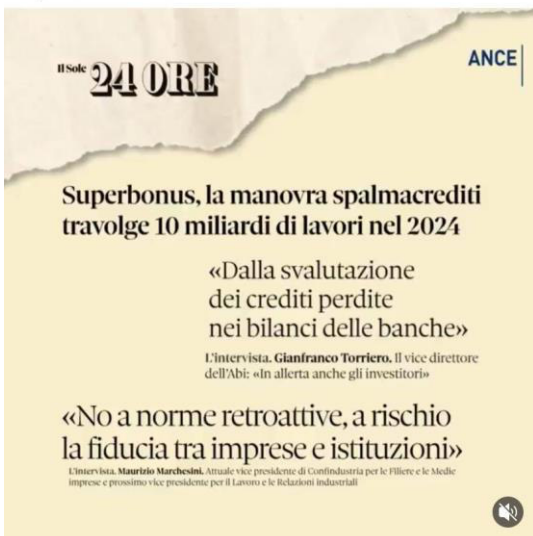 Il Sole
24 ORE
ANCE
Superbonus, la manovra spalmacrediti
travolge 10 miliardi di lavori nel 2024
«Dalla svalutazione
dei crediti perdite
nei bilanci delle banche»
L'intervista. Gianfranco Torriero. Il vice direttore
dell'Abi: «In allerta anche gli investitori»
«No a norme retroattive, a rischio
la fiducia tra imprese e istituzioni»
L'intervista. Maurizio Marchesini. Attuale vice presidente di Confindustria per le Filiere e le Medie
imprese e prossimo vice presidente per il Lavoro e le Relazioni industriali